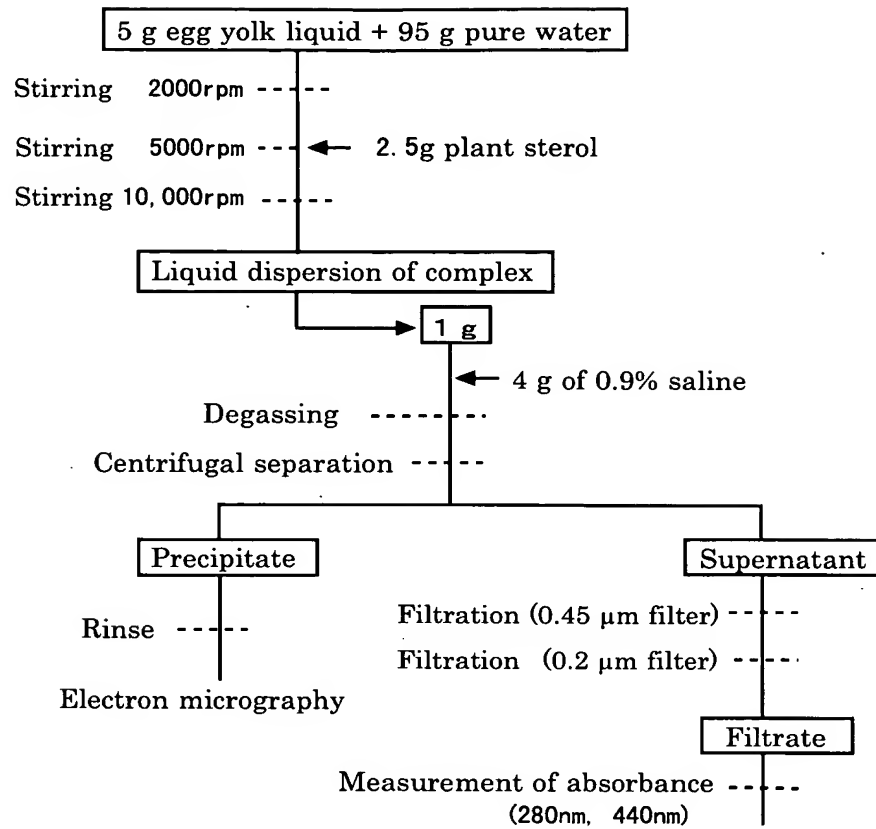 5 g egg yolk liquid + 95 g pure water
Stirring 2000rpm
Stirring 5000rpm
2.5g plant sterol
Stirring 10,000rpm
Liquid dispersion of complex
1 g
4 g of 0.9% saline
Degassing
Centrifugal separation
Precipitate
Supernatant
Rinse
Filtration (0.45 μm filter)
Filtration (0.2 μm filter)
Electron micrography
Filtrate
Measurement of absorbance
(280nm, 440nm)